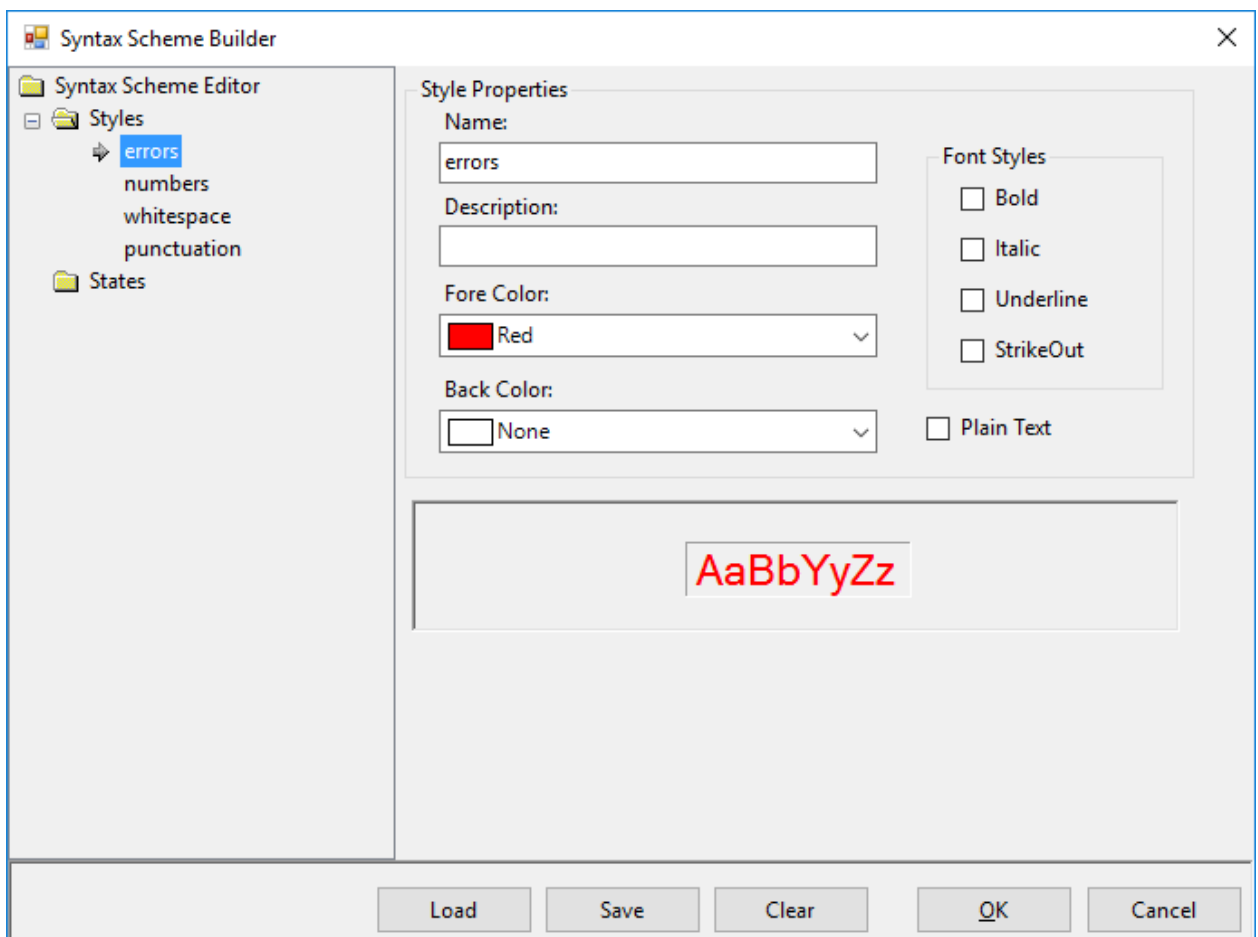 Syntax Scheme Builder
Syntax Scheme Editor
Styles
errors
numbers
whitespace
punctuation
States
Style Properties
Name:
errors
Description:
Fore Color:
Red
Back Color:
None
Font Styles
Bold
Italic
Underline
StrikeOut
Plain Text
AaBbYyZz
Load
Save
Clear
OK
Cancel